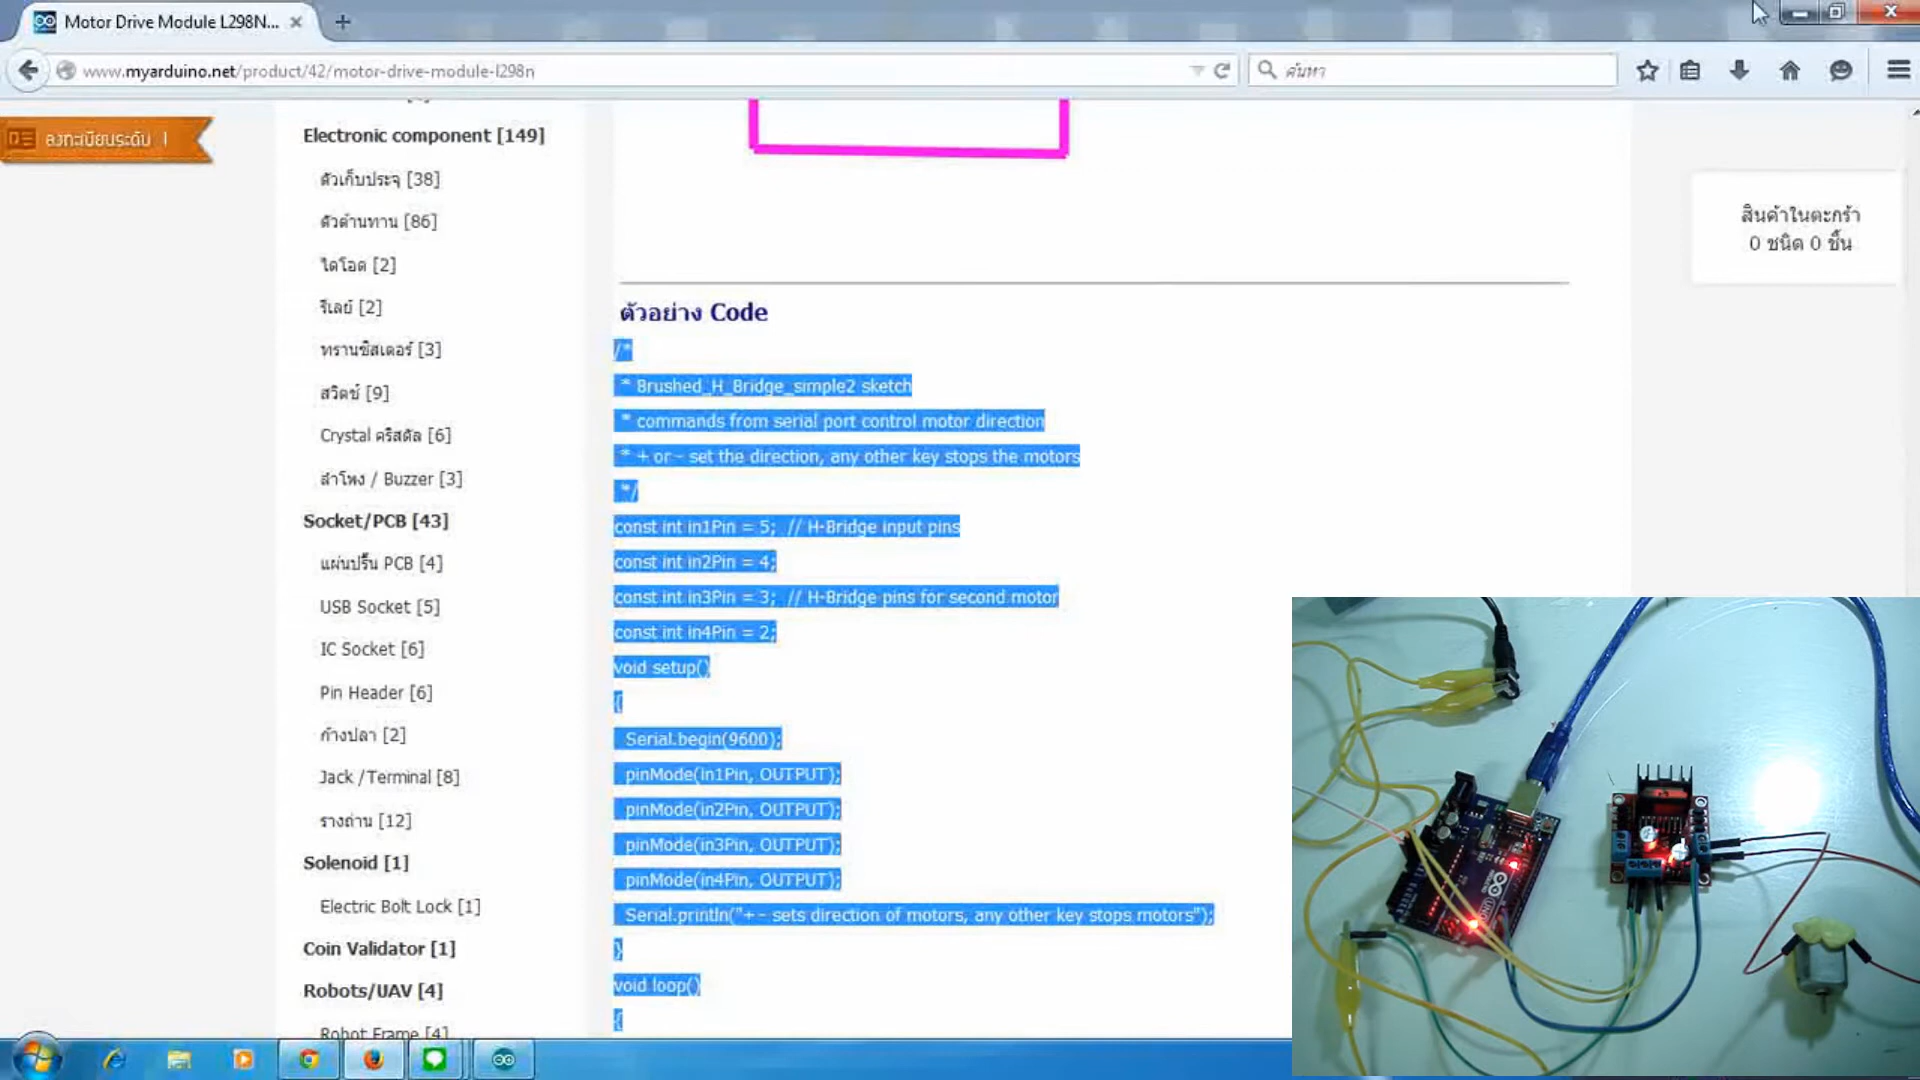 Motor Drive Module L298N...
www.myarduino.net/product/42/motor-drive-module-l298n
ค้นหา
ลงทะเบียนระดับ
Electronic component [149]
ตัวเก็บประจุ [38]
ตัวต้านทาน [86]
ไดโอด [2]
รีเลย์ [2]
ทรานซิสเตอร์ [3]
สวิตช์ [9]
Crystal คริสตัล [6]
ลำโพง / Buzzer [3]
Socket/PCB [43]
แผ่นปริ๊น PCB [4]
USB Socket [5]
IC Socket [6]
Pin Header [6]
ก้างปลา [2]
Jack /Terminal [8]
รางถ่าน [12]
Solenoid [1]
Electric Bolt Lock [1]
Coin Validator [1]
Robots/UAV [4]
Robot Frame [4]
ตัวอย่าง Code
/*
* Brushed_H_Bridge_simple2 sketch
* commands from serial port control motor direction
* + or - set the direction, any other key stops the motors
*/
const int in1Pin = 5; // H-Bridge input pins
const int in2Pin = 4;
const int in3Pin = 3; // H-Bridge pins for second motor
const int in4Pin = 2;
void setup()
{
Serial.begin(9600);
pinMode(in1Pin, OUTPUT);
pinMode(in2Pin, OUTPUT);
pinMode(in3Pin, OUTPUT);
pinMode(in4Pin, OUTPUT);
Serial.println("+ - sets direction of motors, any other key stops motors");
}
void loop()
{
สินค้าในตะกร้า
0 ชนิด 0 ชิ้น